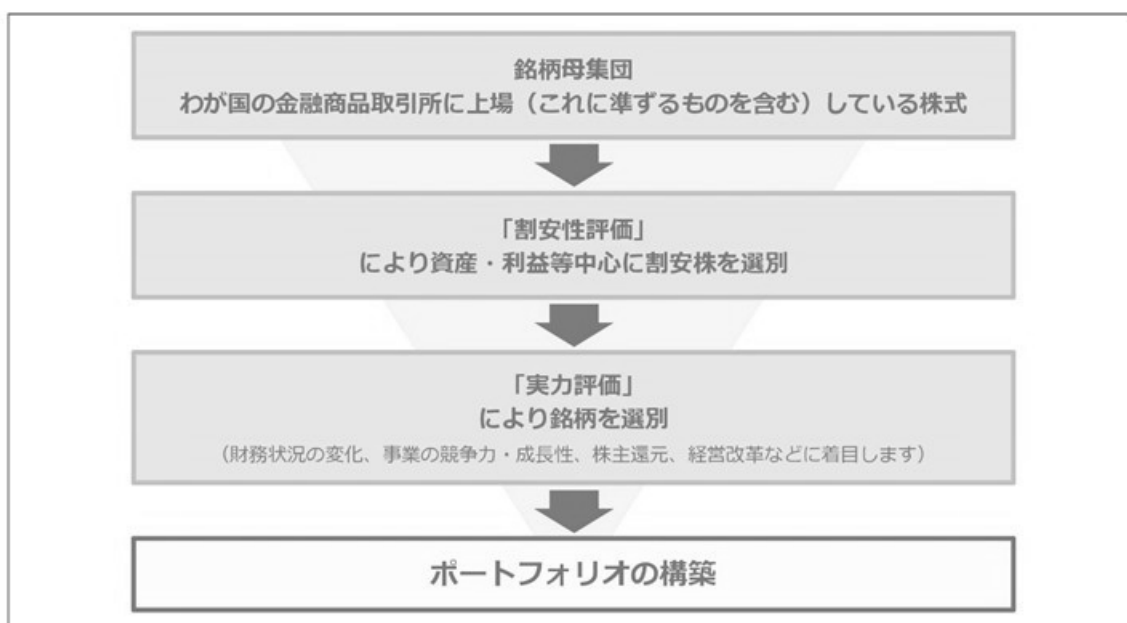 銘柄母集団
わが国の金融商品取引所に上場（これに準ずるものを含む）している株式
「割安性評価」
により資産・利益等中心に割安株を選別
「実力評価」
により銘柄を選別
（財務状況の変化、事業の競争力・成長性、株主還元、経営改革などに着目します）
ポートフォリオの構築